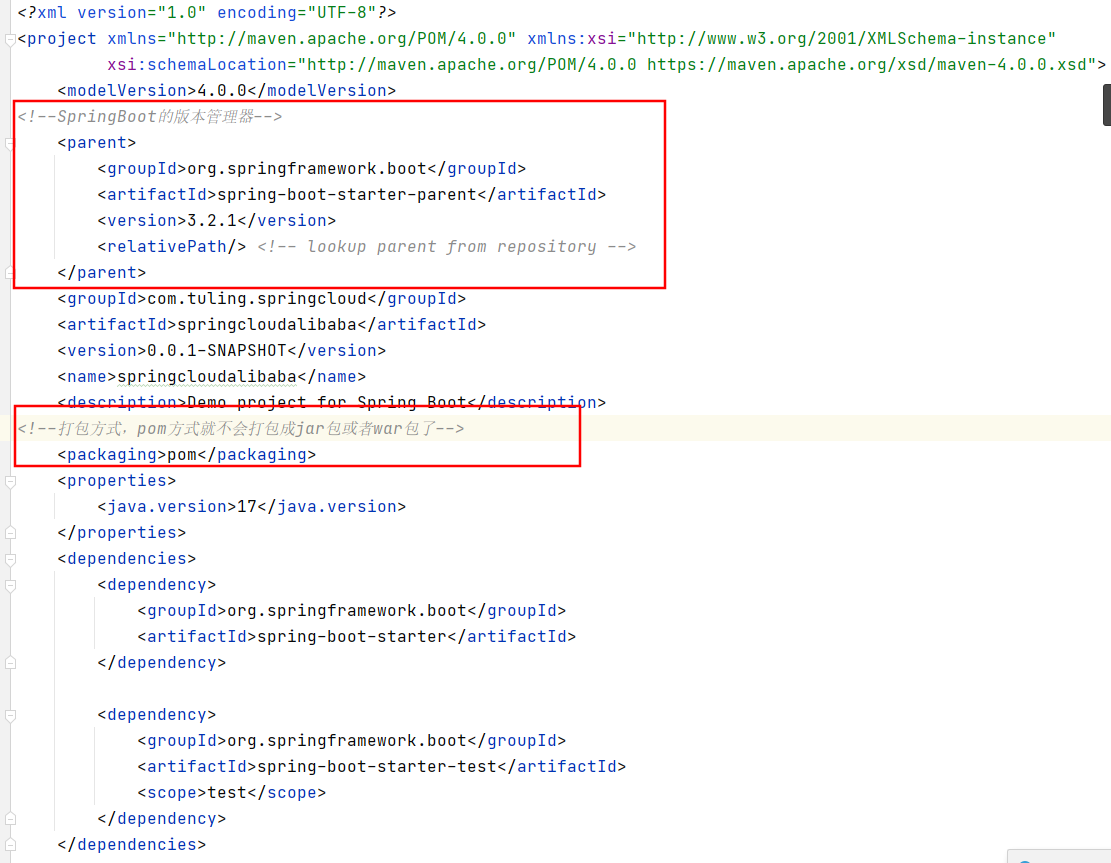 <?xml version="1.0" encoding="UTF-8"?>
<project xmlns="http://maven.apache.org/POM/4.0.0" xmlns:xsi="http://www.w3.org/2001/XMLSchema-instance"
         xsi:schemaLocation="http://maven.apache.org/POM/4.0.0 https://maven.apache.org/xsd/maven-4.0.0.xsd">
    <modelVersion>4.0.0</modelVersion>
<!--SpringBoot的版本管理器-->
    <parent>
        <groupId>org.springframework.boot</groupId>
        <artifactId>spring-boot-starter-parent</artifactId>
        <version>3.2.1</version>
        <relativePath/> <!-- lookup parent from repository -->
    </parent>
    <groupId>com.tuling.springcloud</groupId>
    <artifactId>springcloudalibaba</artifactId>
    <version>0.0.1-SNAPSHOT</version>
    <name>springcloudalibaba</name>
    <description>Demo project for Spring Boot</description>
<!--打包方式，pom方式就不会打包成jar包或者war包了-->
    <packaging>pom</packaging>
    <properties>
        <java.version>17</java.version>
    </properties>
    <dependencies>
        <dependency>
            <groupId>org.springframework.boot</groupId>
            <artifactId>spring-boot-starter</artifactId>
        </dependency>

        <dependency>
            <groupId>org.springframework.boot</groupId>
            <artifactId>spring-boot-starter-test</artifactId>
            <scope>test</scope>
        </dependency>
    </dependencies>